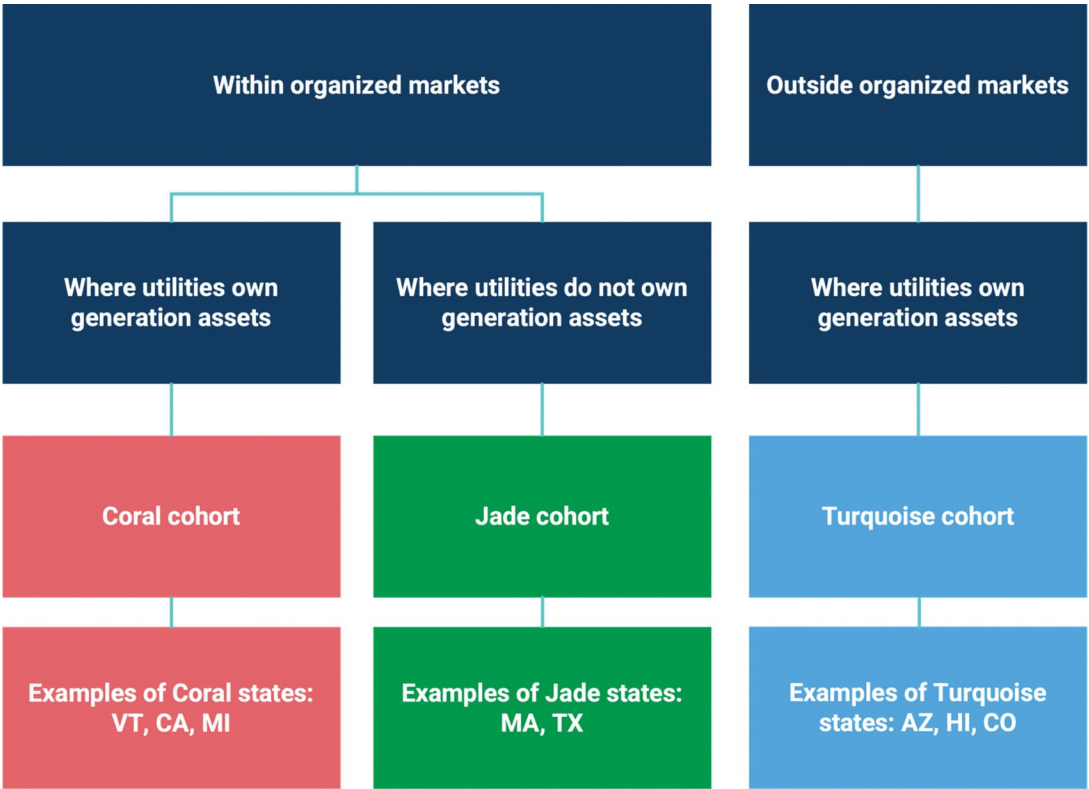 Within organized markets
Outside organized markets
Where utilities own
generation assets
Where utilities do not own
generation assets
Where utilities own
generation assets
Coral cohort
Jade cohort
Turquoise cohort
Examples of Coral states:
VT, CA, MI
Examples of Jade states:
MA, TX
Examples of Turquoise
states: AZ, HI, CO